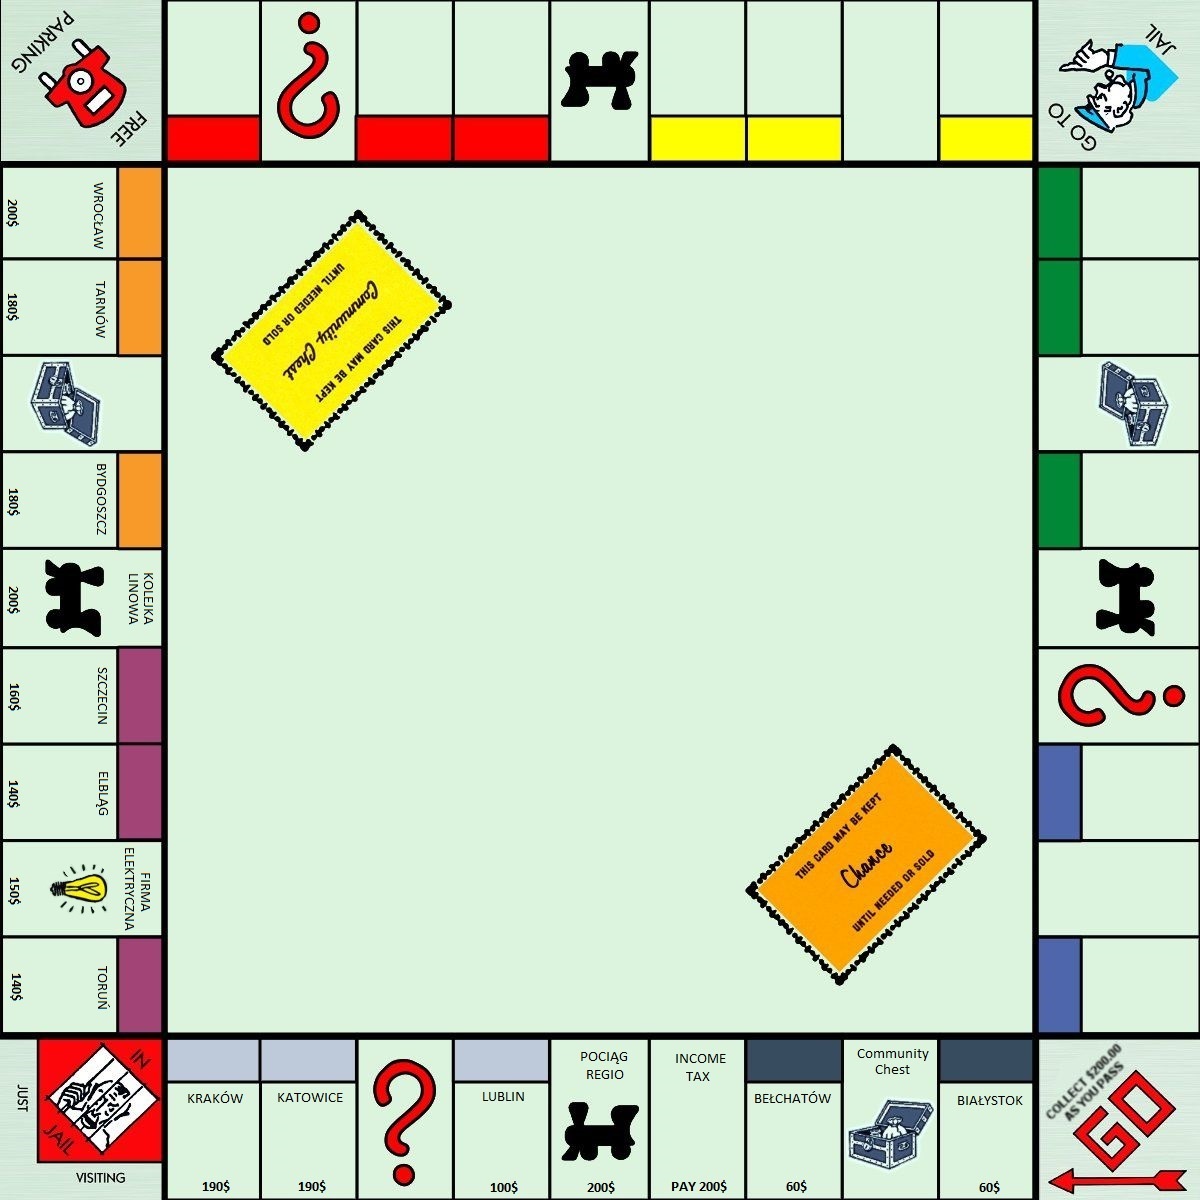 FREE
PARKING
GO TO
JAIL
WROCŁAW
200$
TARNÓW
180$
BYDGOSZCZ
180$
KOLEJKA
LINOWA
200$
SZCZECIN
160$
ELBLĄG
140$
FIRMA
ELEKTRYCZNA
150$
TORUŃ
140$
THIS CARD MAY BE KEPT
Community Chest
UNTIL NEEDED OR SOLD
THIS CARD MAY BE KEPT
Chance
UNTIL NEEDED OR SOLD
IN
JAIL
JUST
VISITING
KRAKÓW
190$
KATOWICE
190$
LUBLIN
100$
POCIĄG
REGIO
200$
INCOME
TAX
PAY 200$
BEŁCHATÓW
60$
Community
Chest
BIAŁYSTOK
60$
COLLECT $200.00
AS YOU PASS
GO